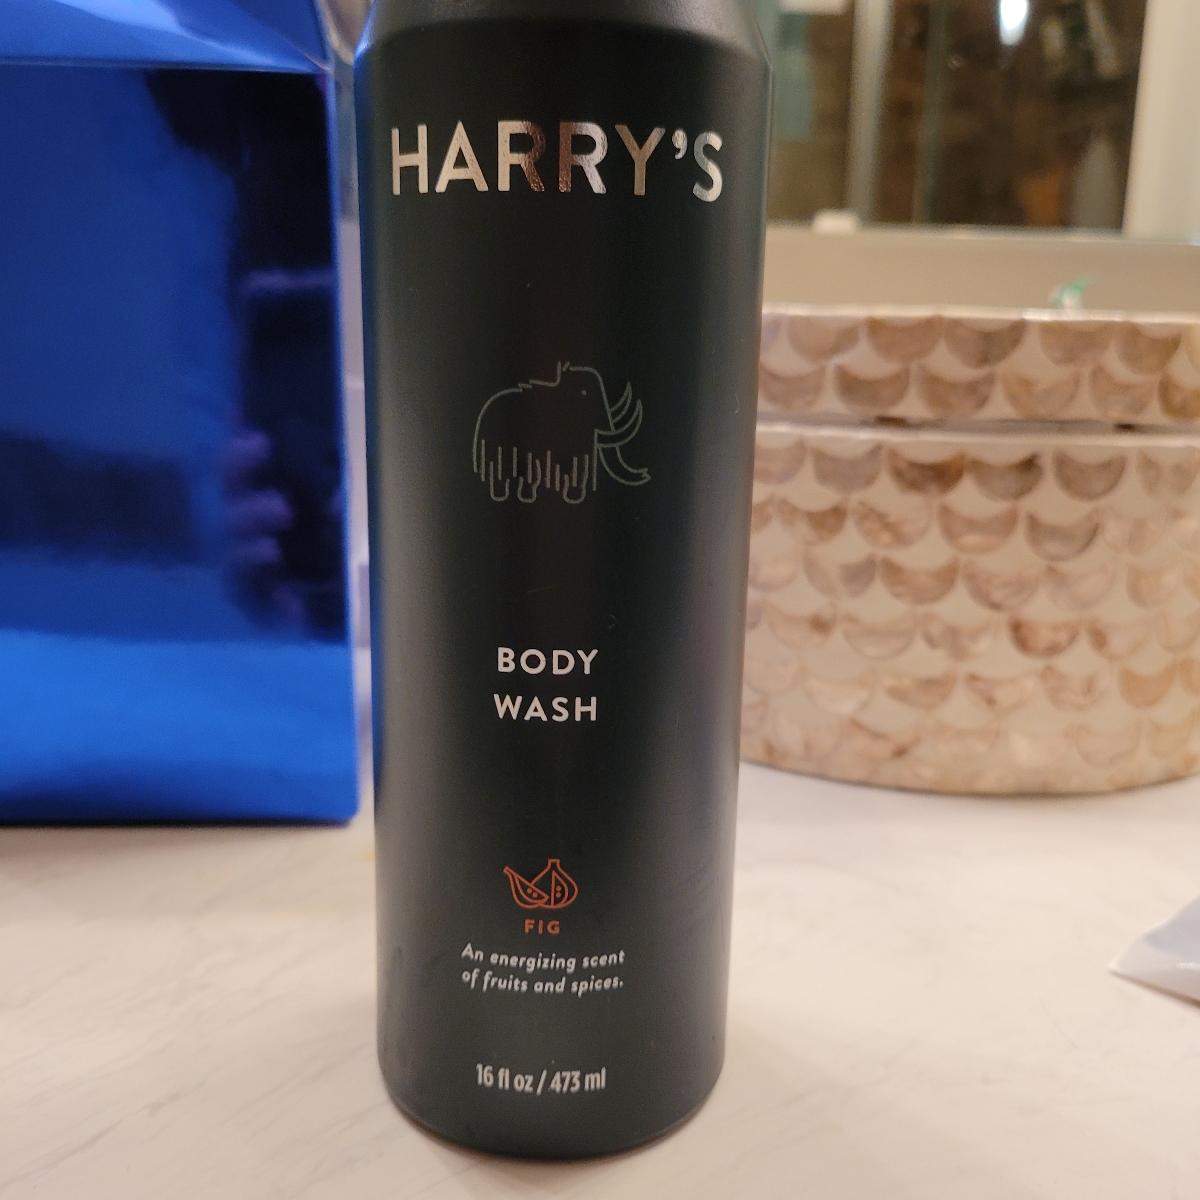 HARRY'S
BODY
WASH
FIG
An energizing scent
of fruits and spices.
16 fl oz / 473 ml